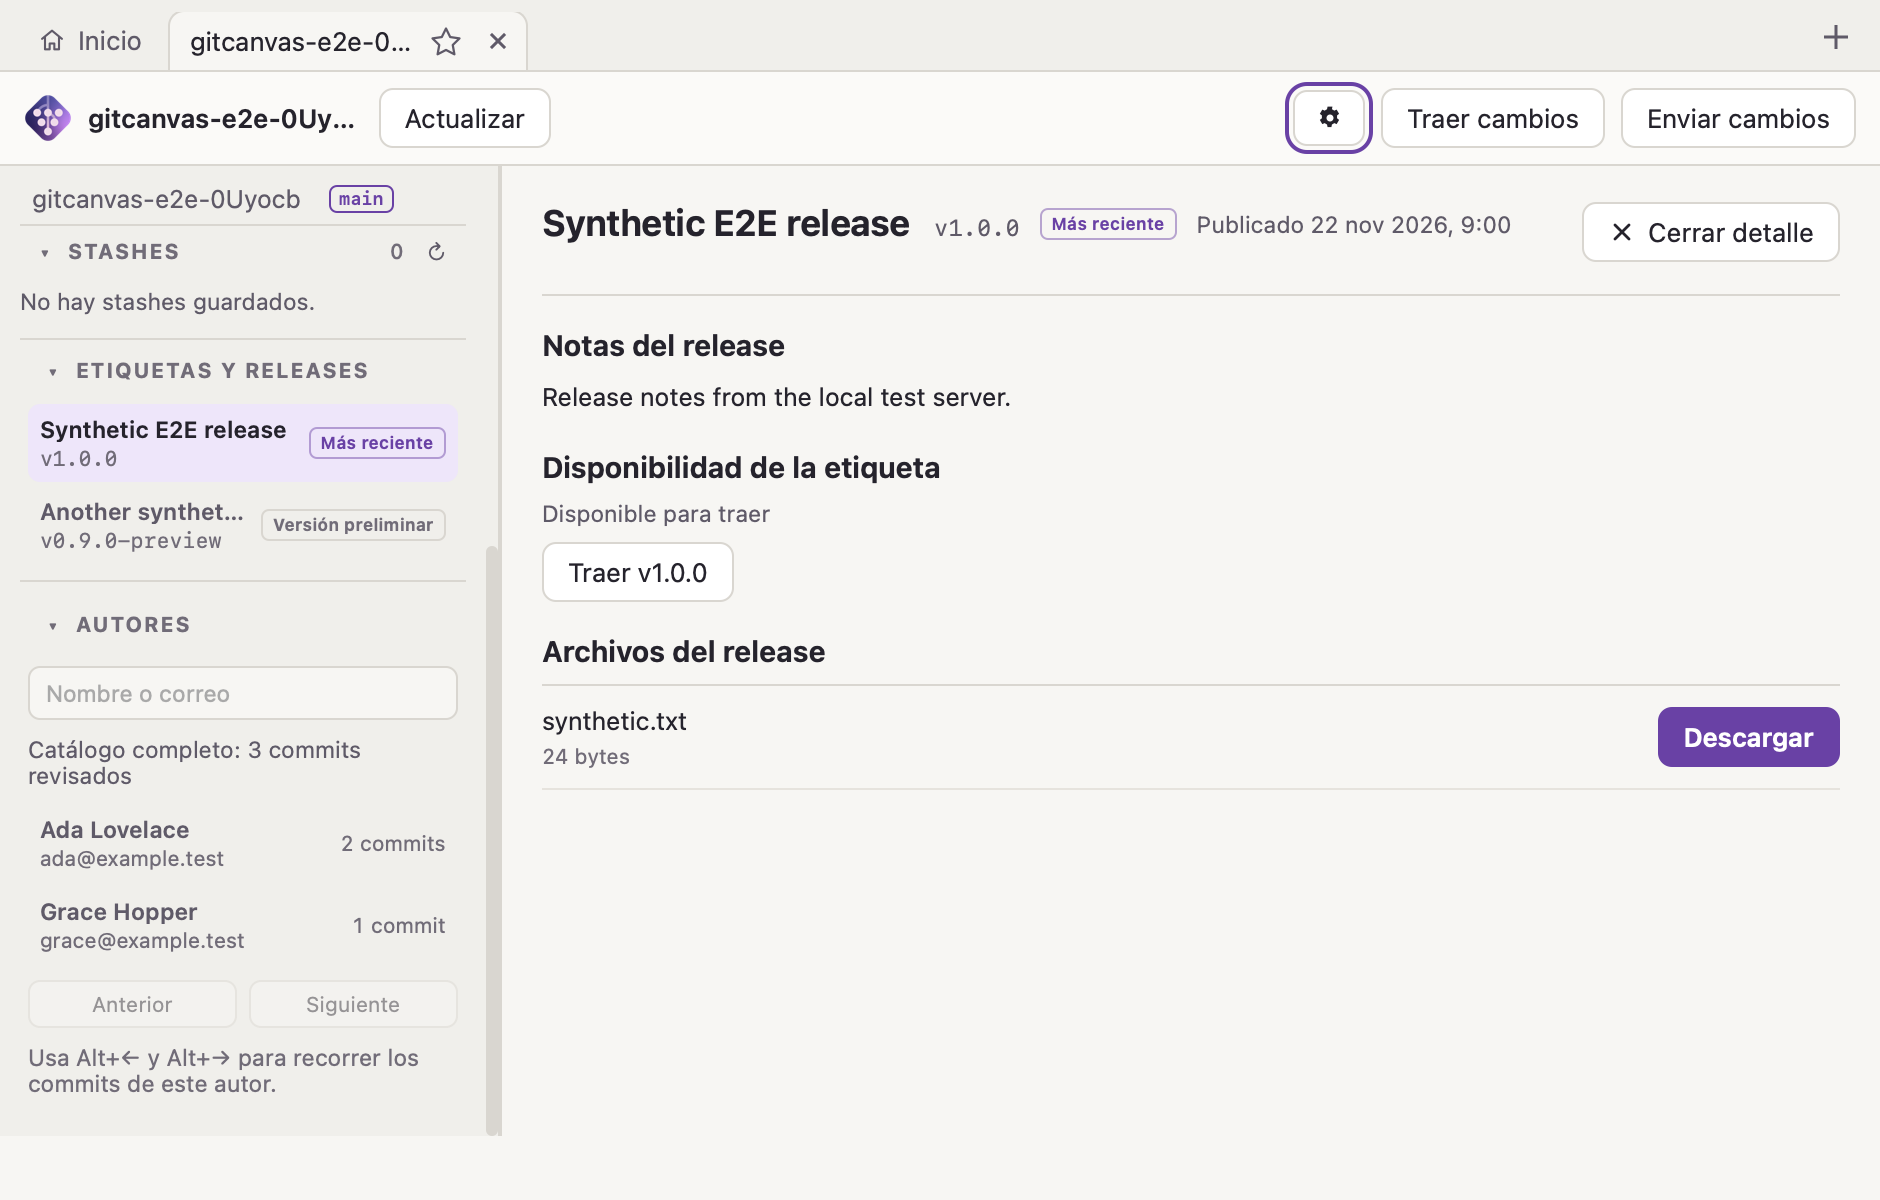 Inicio
gitcanvas-e2e-0...
gitcanvas-e2e-0Uy...
Actualizar
Traer cambios
Enviar cambios
gitcanvas-e2e-0Uyocb
main
STASHES
0
No hay stashes guardados.
ETIQUETAS Y RELEASES
Synthetic E2E release
v1.0.0
Más reciente
Another synthet...
v0.9.0-preview
Versión preliminar
AUTORES
Nombre o correo
Catálogo completo: 3 commits
revisados
Ada Lovelace
ada@example.test
2 commits
Grace Hopper
grace@example.test
1 commit
Anterior
Siguiente
Usa Alt+← y Alt+→ para recorrer los
commits de este autor.
Synthetic E2E release
v1.0.0
Más reciente
Publicado 22 nov 2026, 9:00
Cerrar detalle
Notas del release
Release notes from the local test server.
Disponibilidad de la etiqueta
Disponible para traer
Traer v1.0.0
Archivos del release
synthetic.txt
24 bytes
Descargar